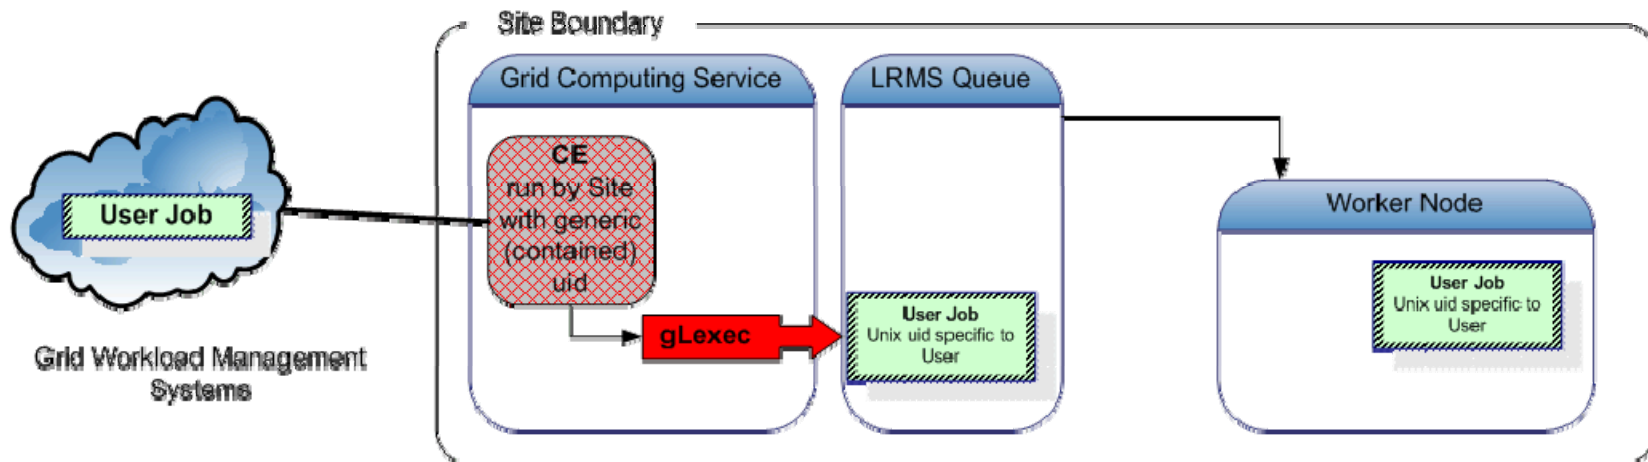 Site Boundary
Grid Computing Service
LRMS Queue
CE
run by Site
with generic
(contained)
uid
User Job
Worker Node
User Job
Unix uid specific to
User
gLexec
User Job
Unix uid specific to
User
Grid Workload Management
Systems